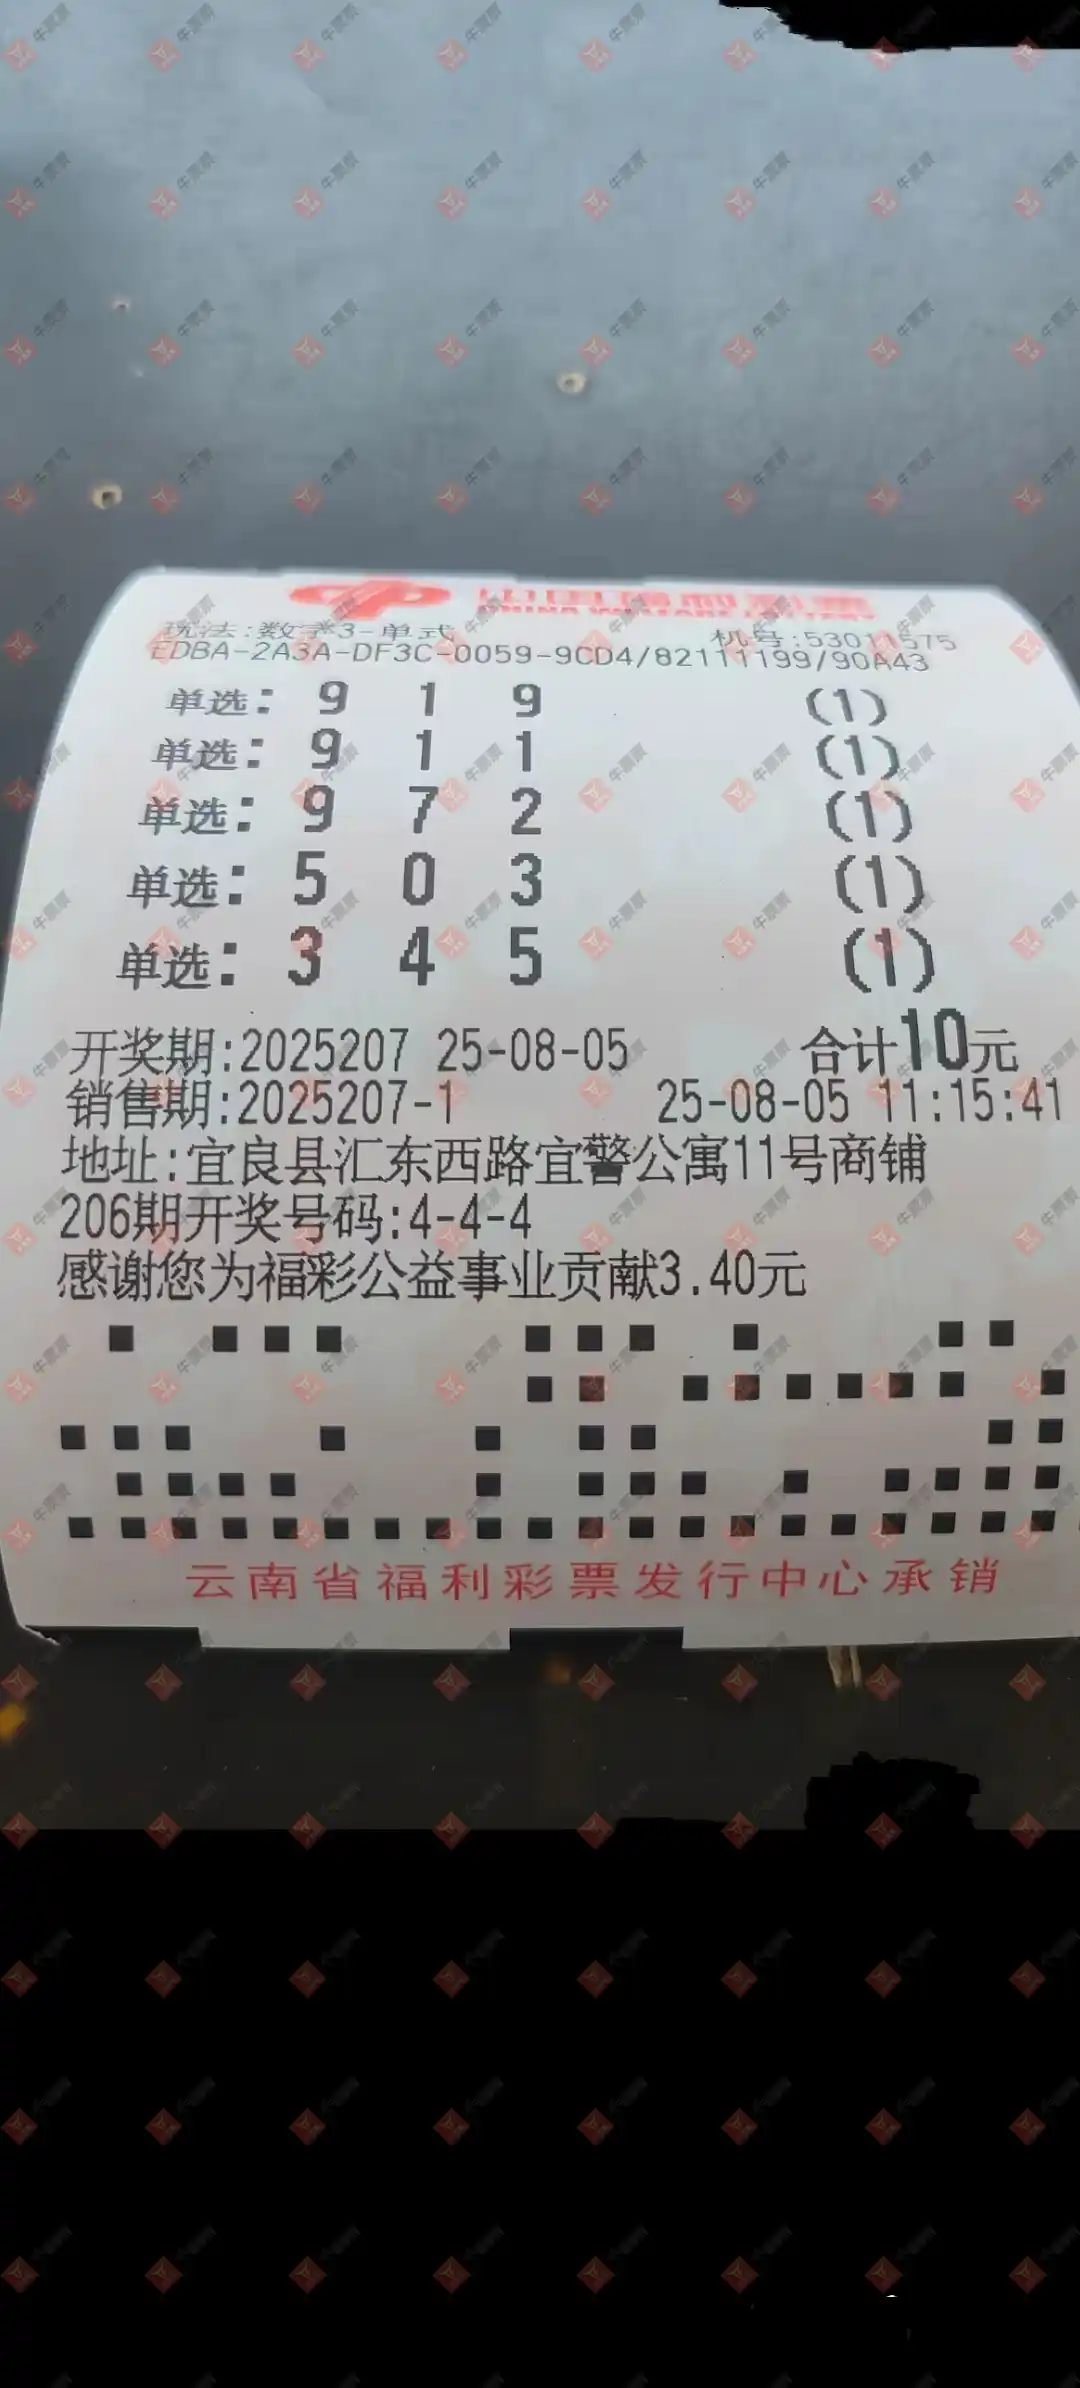 中国福利彩票
CHINA WELFARE LOTTERY
玩法:数字3-单式 机号:53011575
EDBA-2A3A-DF3C-0059-9CD4/82111199/90A43
单选: 9 1 9 (1)
单选: 9 1 1 (1)
单选: 9 7 2 (1)
单选: 5 0 3 (1)
单选: 3 4 5 (1)
开奖期:2025207 25-08-05 合计10元
销售期:2025207-1 25-08-05 11:15:41
地址:宜良县汇东西路宜警公寓11号商铺
206期开奖号码:4-4-4
感谢您为福彩公益事业贡献3.40元
云南省福利彩票发行中心承销